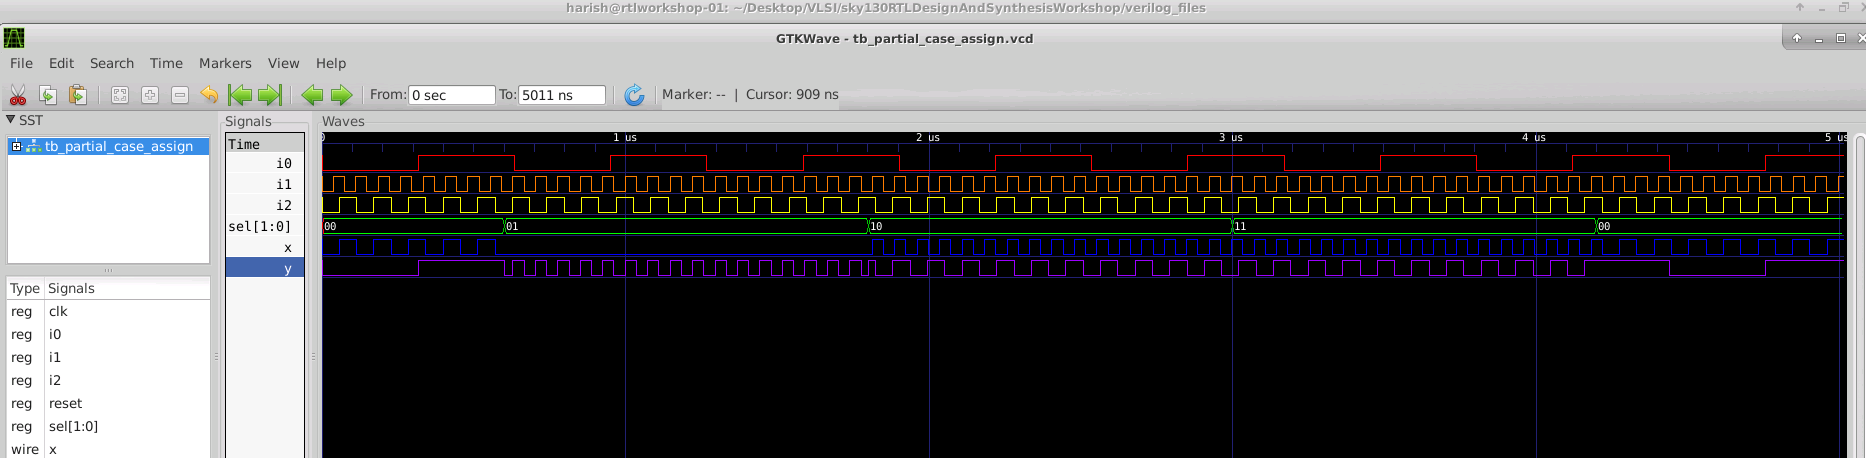 harish@rtlworkshop-01: ~/Desktop/VLSI/sky130RTLDesignAndSynthesisWorkshop/verilog_files
GTKWave - tb_partial_case_assign.vcd
File Edit Search Time Markers View Help
From: 0 sec To: 5011 ns Marker: -- | Cursor: 909 ns
SST
tb_partial_case_assign
Type Signals
reg clk
reg i0
reg i1
reg i2
reg reset
reg sel[1:0]
wire x
Signals
Time
i0
i1
i2
sel[1:0]
x
y
Waves
0 1 us 2 us 3 us 4 us 5 us
00 01 10 11 00